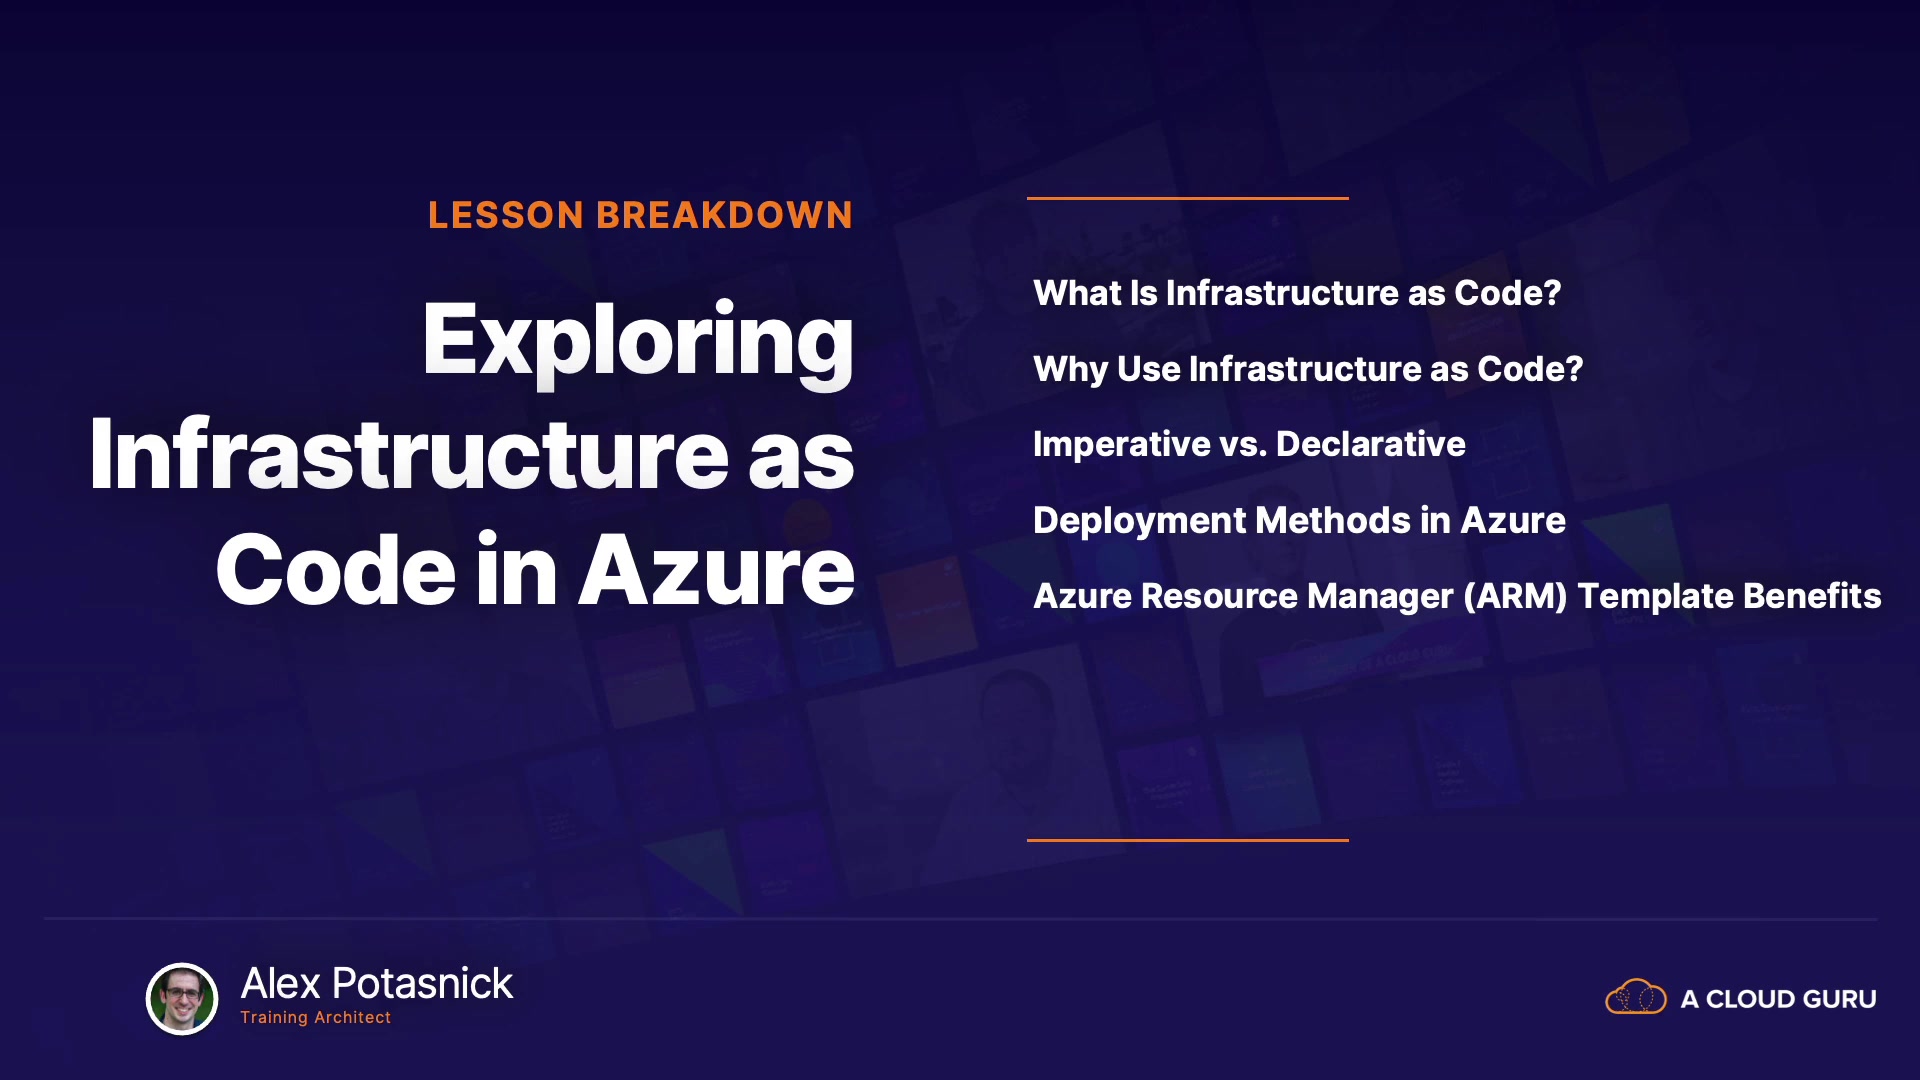 LESSON BREAKDOWN
Exploring
Infrastructure as
Code in Azure
What Is Infrastructure as Code?
Why Use Infrastructure as Code?
Imperative vs. Declarative
Deployment Methods in Azure
Azure Resource Manager (ARM) Template Benefits
Alex Potasnick
Training Architect
A CLOUD GURU